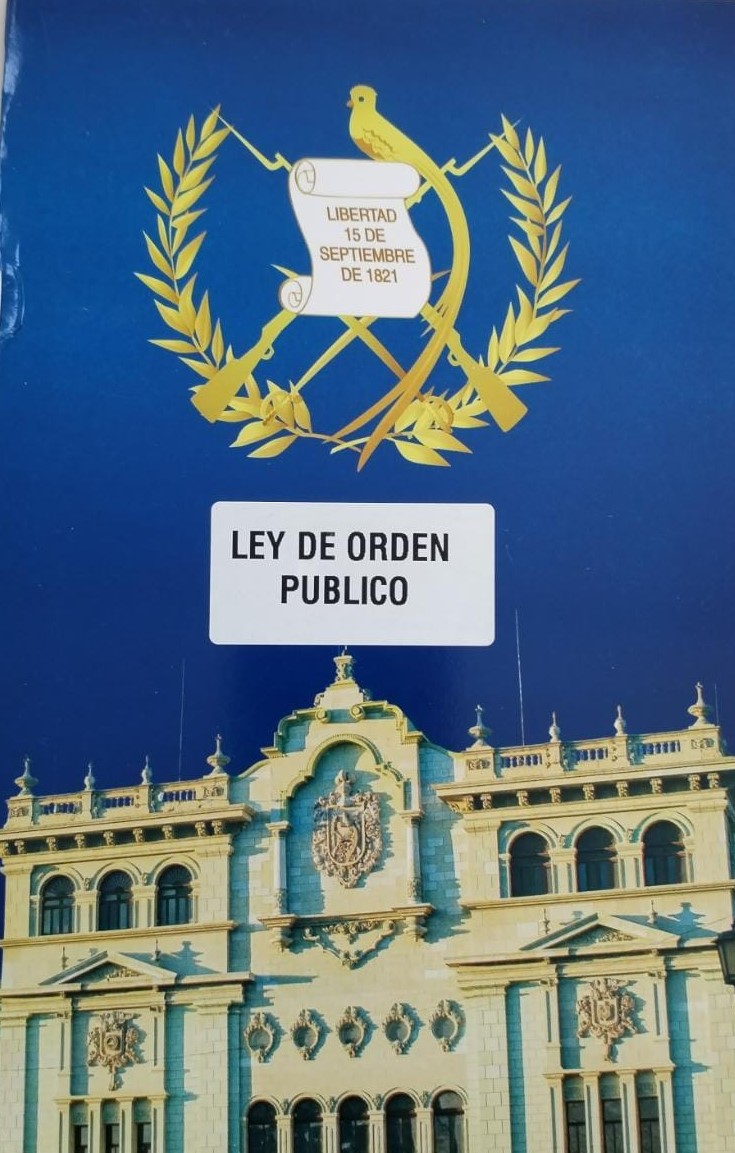 LIBERTAD
15 DE
SEPTIEMBRE
DE 1821
LEY DE ORDEN
PUBLICO